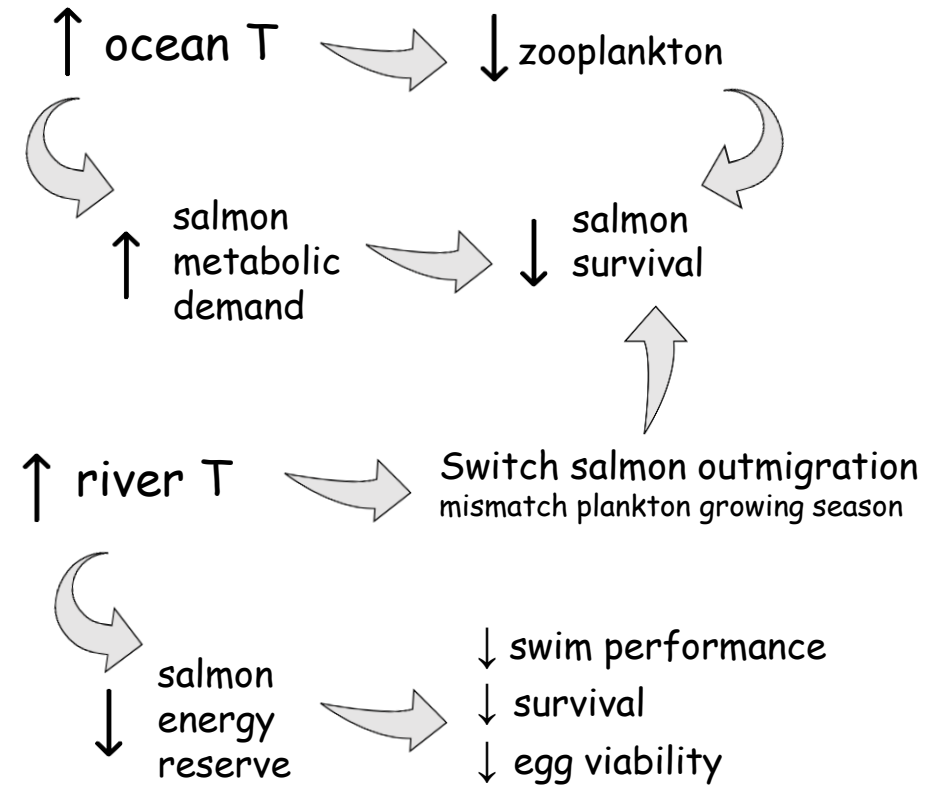 ↑ ocean T
↓ zooplankton
↑ salmon
metabolic
demand
↓ salmon
survival
↑ river T
Switch salmon outmigration
mismatch plankton growing season
↓ salmon
energy
reserve
↓ swim performance
↓ survival
↓ egg viability